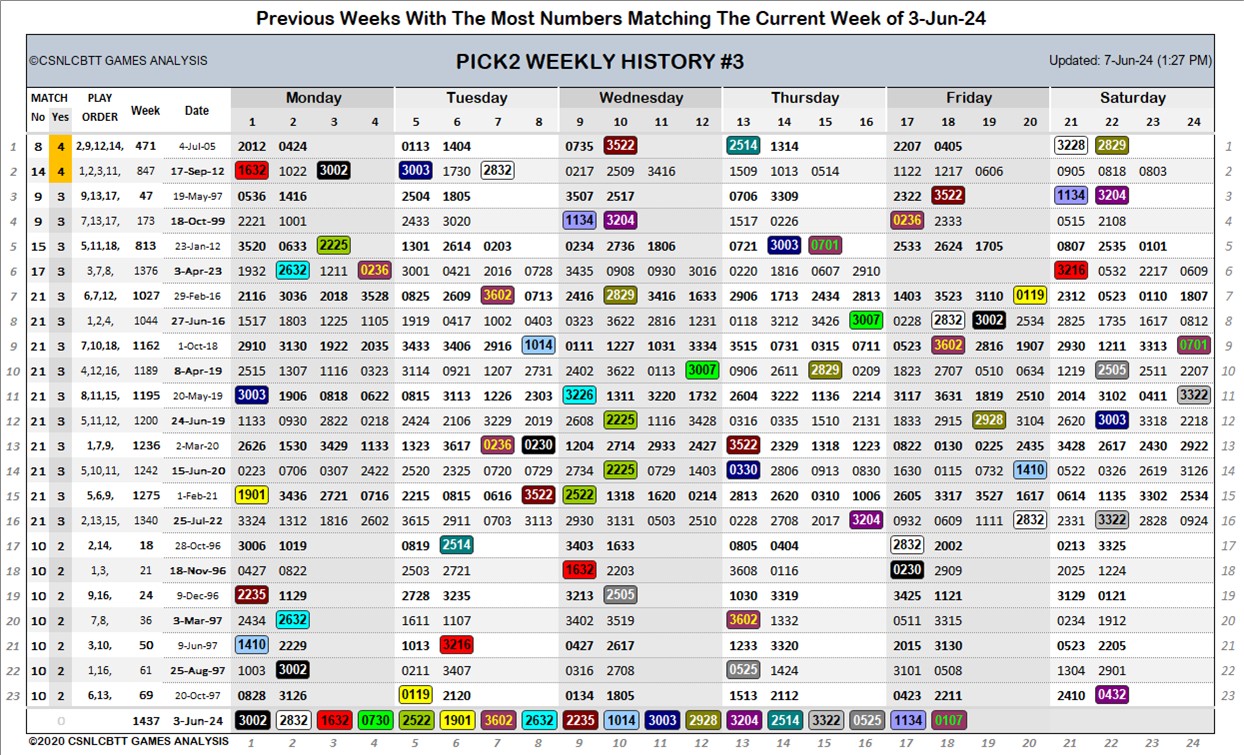 Previous Weeks With The Most Numbers Matching The Current Week of 3-Jun-24
©CSNLCBTT GAMES ANALYSIS PICK2 WEEKLY HISTORY #3 Updated: 7-Jun-24 (1:27 PM)
MATCH PLAY Week Date Monday Tuesday Wednesday Thursday Friday Saturday
No Yes ORDER 1 2 3 4 5 6 7 8 9 10 11 12 13 14 15 16 17 18 19 20 21 22 23 24
1 8 4 2,9,12,14, 471 4-Jul-05 2012 0424 0113 1404 0735 3522 2514 1314 2207 0405 3228 2829 1
2 14 4 1,2,3,11, 847 17-Sep-12 1632 1022 3002 3003 1730 2832 0217 2509 3416 1509 1013 0514 1122 1217 0606 0905 0818 0803 2
3 9 3 9,13,17, 47 19-May-97 0536 1416 2504 1805 3507 2517 0706 3309 2322 3522 1134 3204 3
4 9 3 7,13,17, 173 18-Oct-99 2221 1001 2433 3020 1134 3204 1517 0226 0236 2333 0515 2108 4
5 15 3 5,11,18, 813 23-Jan-12 3520 0633 2225 1301 2614 0203 0234 2736 1806 0721 3003 0701 2533 2624 1705 0807 2535 0101 5
6 17 3 3,7,8, 1376 3-Apr-23 1932 2632 1211 0236 3001 0421 2016 0728 3435 0908 0930 3016 0220 1816 0607 2910 3216 0532 2217 0609 6
7 21 3 6,7,12, 1027 29-Feb-16 2116 3036 2018 3528 0825 2609 3602 0713 2416 2829 3416 1633 2906 1713 2434 2813 1403 3523 3110 0119 2312 0523 0110 1807 7
8 21 3 1,2,4, 1044 27-Jun-16 1517 1803 1225 1105 1919 0417 1002 0403 0323 3622 2816 1231 0118 3212 3426 3007 0228 2832 3002 2534 2825 1735 1617 0812 8
9 21 3 7,10,18, 1162 1-Oct-18 2910 3130 1922 2035 3433 3406 2916 1014 0111 1227 1031 3334 3515 0731 0315 0711 0523 3602 2816 1907 2930 1211 3313 0701 9
10 21 3 4,12,16, 1189 8-Apr-19 2515 1307 1116 0323 3114 0921 1207 2731 2402 3622 0113 3007 0906 2611 2829 0209 1823 2707 0510 0634 1219 2505 2511 2207 10
11 21 3 8,11,15, 1195 20-May-19 3003 1906 0818 0622 0815 3113 1226 2303 3226 1311 3220 1732 2604 3222 1136 2214 3117 3631 1819 2510 2014 3102 0411 3322 11
12 21 3 5,11,12, 1200 24-Jun-19 1133 0930 2822 0218 2424 2106 3229 2019 2608 2225 1116 3428 0316 0335 1510 2131 1833 2915 2928 3104 2620 3003 3318 2218 12
13 21 3 1,7,9, 1236 2-Mar-20 2626 1530 3429 1133 1323 3617 0236 0230 1204 2714 2933 2427 3522 2329 1318 1223 0822 0130 0225 2435 3428 2617 2430 2922 13
14 21 3 5,10,11, 1242 15-Jun-20 0223 0706 0307 2422 2520 2325 0720 0729 2734 2225 0729 1403 0330 2806 0913 0830 1630 0115 0732 1410 0522 0326 2619 3126 14
15 21 3 5,6,9, 1275 1-Feb-21 1901 3436 2721 0716 2215 0815 0616 3522 2522 1318 1620 0214 2813 2620 0310 1006 2605 3317 3527 1617 0614 1135 3302 2534 15
16 21 3 2,13,15, 1340 25-Jul-22 3324 1312 1816 2602 3615 2911 0703 3113 2930 3131 0503 2510 0228 2708 2017 3204 0932 0609 1111 2832 2331 3322 2828 0924 16
17 10 2 2,14, 18 28-Oct-96 3006 1019 0819 2514 3403 1633 0805 0404 2832 2002 0213 3325 17
18 10 2 1,3, 21 18-Nov-96 0427 0822 2503 2721 1632 2203 3608 0116 0230 2909 2025 1224 18
19 10 2 9,16, 24 9-Dec-96 2235 1129 2728 3235 3213 2505 1030 3319 3425 1121 3129 0121 19
20 10 2 7,8, 36 3-Mar-97 2434 2632 1611 1107 3402 3519 3602 1332 0511 3315 0234 1912 20
21 10 2 3,10, 50 9-Jun-97 1410 2229 1013 3216 0427 2617 1233 3320 2015 3130 0523 2205 21
22 10 2 1,16, 61 25-Aug-97 1003 3002 0211 3407 0316 2708 0525 1424 3101 0508 1304 2901 22
23 10 2 6,13, 69 20-Oct-97 0828 3126 0119 2120 0134 1805 1513 2112 0423 2211 2410 0432 23
0 1437 3-Jun-24 3002 2832 1632 0730 2522 1901 3602 2632 2235 1014 3003 2928 3204 2514 3322 0525 1134 0107
©2020 CSNLCBTT GAMES ANALYSIS 1 2 3 4 5 6 7 8 9 10 11 12 13 14 15 16 17 18 19 20 21 22 23 24